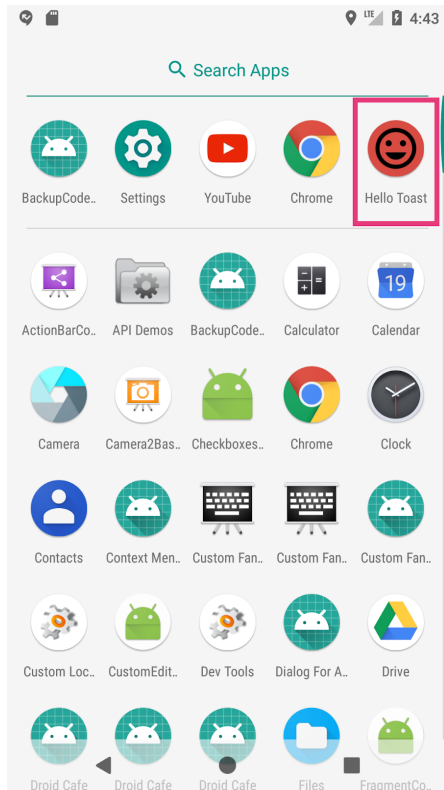 LTE 4:43
Search Apps
BackupCode.. Settings YouTube Chrome Hello Toast
19
ActionBarCo.. API Demos BackupCode.. Calculator Calendar
Camera Camera2Bas.. Checkboxes.. Chrome Clock
Contacts Context Men.. Custom Fan.. Custom Fan.. Custom Fan..
Custom Loc.. CustomEdit.. Dev Tools Dialog For A.. Drive
Droid Cafe Droid Cafe Droid Cafe Files FragmentCo..